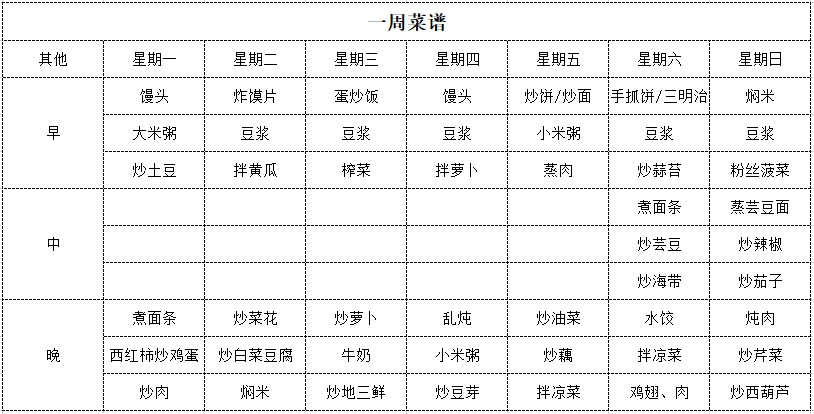 一周菜谱
其他 星期一 星期二 星期三 星期四 星期五 星期六 星期日
早 馒头 炸馍片 蛋炒饭 馒头 炒饼/炒面 手抓饼/三明治 焖米
大米粥 豆浆 豆浆 豆浆 小米粥 豆浆 豆浆
炒土豆 拌黄瓜 榨菜 拌萝卜 蒸肉 炒蒜苔 粉丝菠菜
中 煮面条 蒸芸豆面
炒芸豆 炒辣椒
炒海带 炒茄子
晚 煮面条 炒菜花 炒萝卜 乱炖 炒油菜 水饺 炖肉
西红柿炒鸡蛋 炒白菜豆腐 牛奶 小米粥 炒藕 拌凉菜 炒芹菜
炒肉 焖米 炒地三鲜 炒豆芽 拌凉菜 鸡翅、肉 炒西葫芦